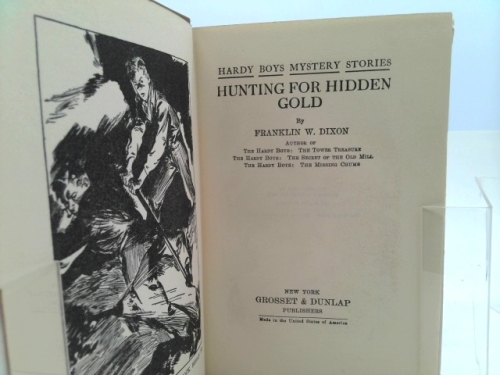 HARDY BOYS MYSTERY STORIES
HUNTING FOR HIDDEN
GOLD
By
FRANKLIN W. DIXON
AUTHOR OF
THE HARDY BOYS: THE TOWER TREASURE
THE HARDY BOYS: THE SECRET OF THE OLD MILL
THE HARDY BOYS: THE MISSING CHUMS
NEW YORK
GROSSET & DUNLAP
PUBLISHERS
Made in the United States of America